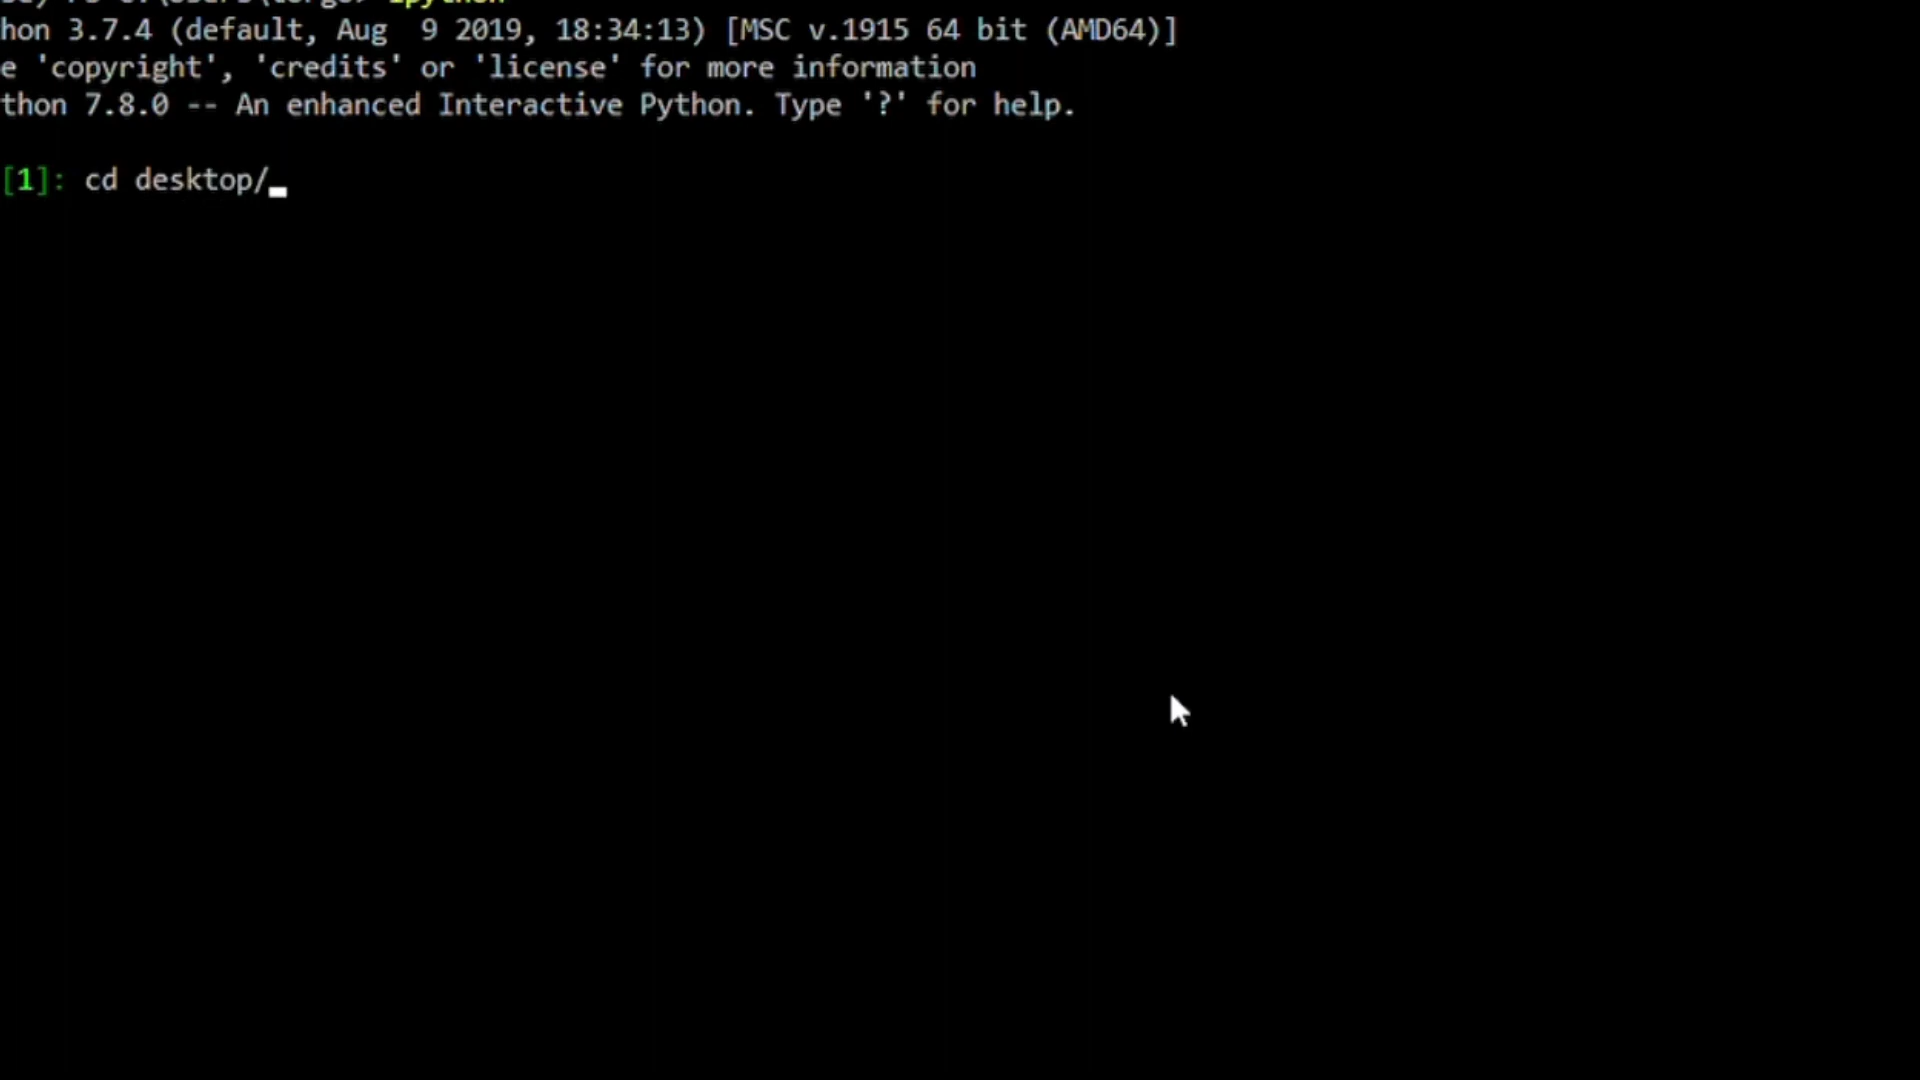 hon 3.7.4 (default, Aug  9 2019, 18:34:13) [MSC v.1915 64 bit (AMD64)]
e 'copyright', 'credits' or 'license' for more information
thon 7.8.0 -- An enhanced Interactive Python. Type '?' for help.
[1]: cd desktop/